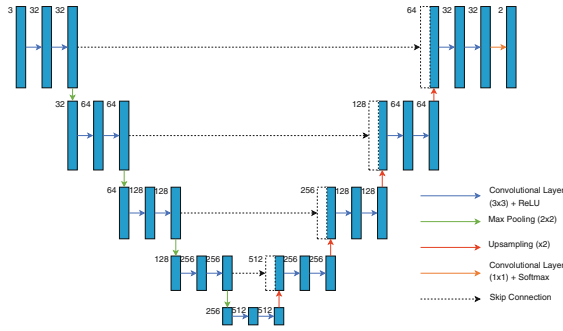 3 32 32 64 32 32 2
32 64 64 128 64 64
64 128 128 256 128 128
128 256 256 512 256 256
256 512 512
Convolutional Layer
(3x3) + ReLU
Max Pooling (2x2)
Upsampling (x2)
Convolutional Layer
(1x1) + Softmax
Skip Connection